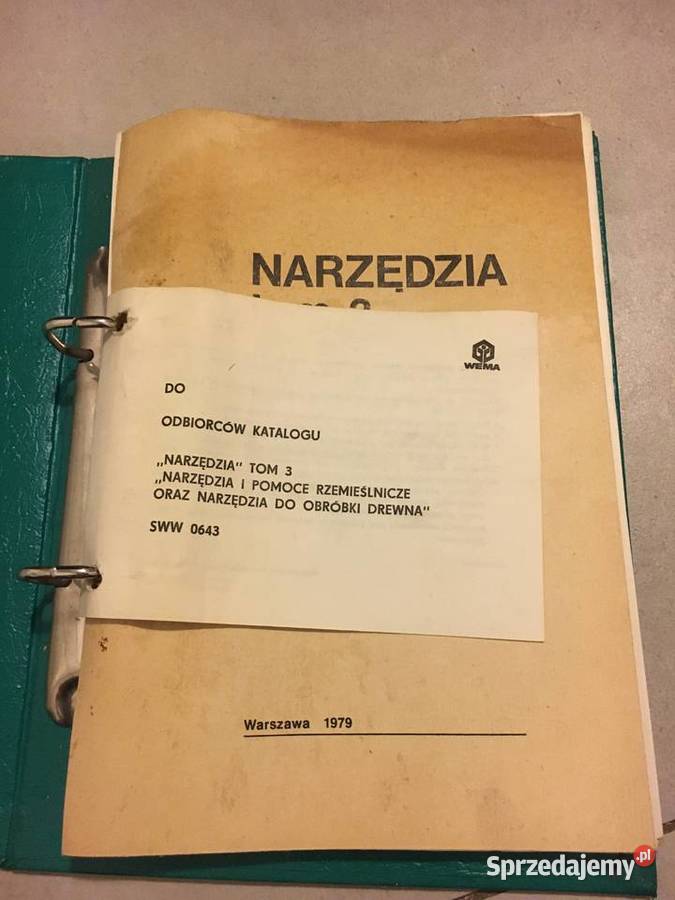 NARZĘDZIA
WEMA
DO
ODBIORCÓW KATALOGU
„NARZĘDZIA" TOM 3
„NARZĘDZIA I POMOCE RZEMIEŚLNICZE
ORAZ NARZĘDZIA DO OBRÓBKI DREWNA"
SWW 0643
Warszawa 1979
Sprzedajemy.pl